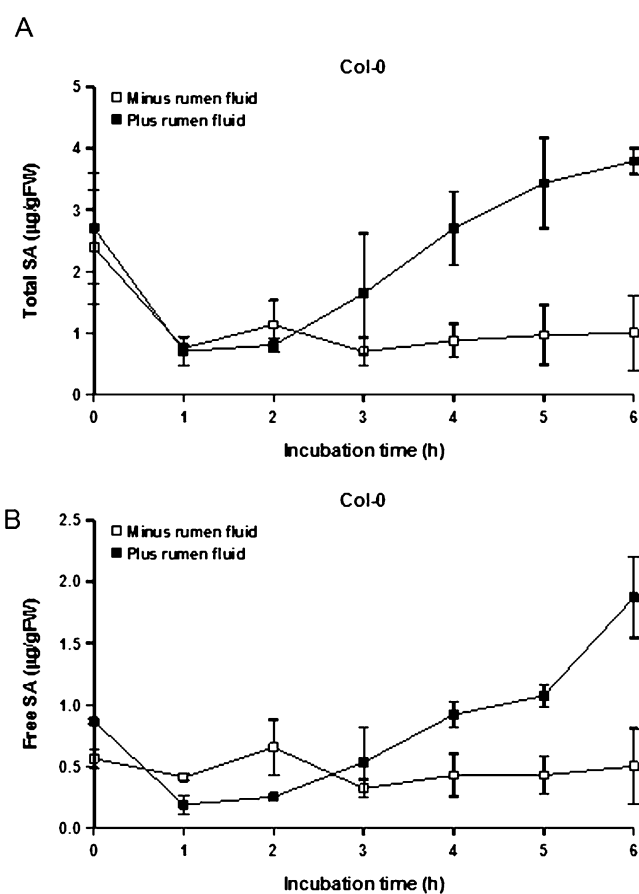 A
Col-0
Minus rumen fluid
Plus rumen fluid
Total SA (µg/gFW)
5
4
3
2
1
0
0 1 2 3 4 5 6
Incubation time (h)
B
Col-0
Minus rumen fluid
Plus rumen fluid
Free SA (µg/gFW)
2.5
2.0
1.5
1.0
0.5
0.0
0 1 2 3 4 5 6
Incubation time (h)